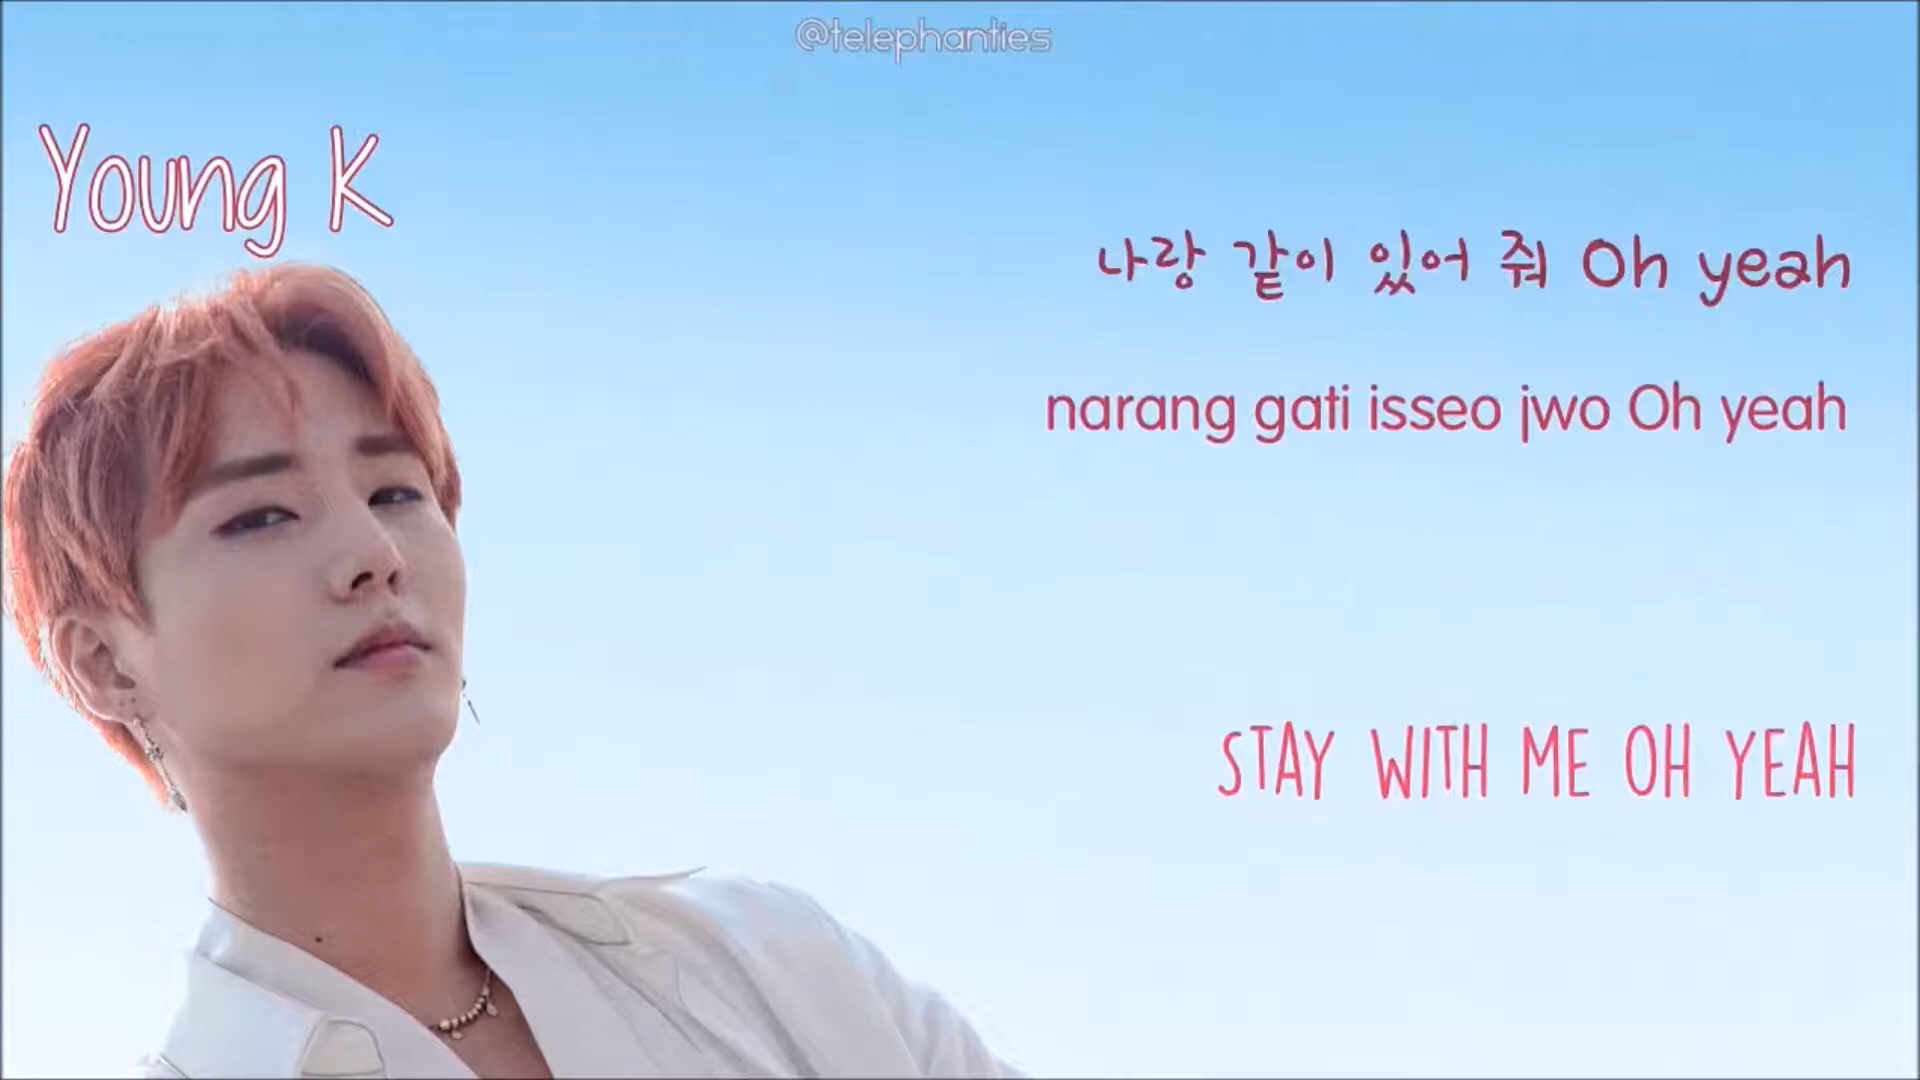 @telephanties
Young K
나랑 같이 있어 줘 Oh yeah
narang gati isseo jwo Oh yeah
STAY WITH ME OH YEAH